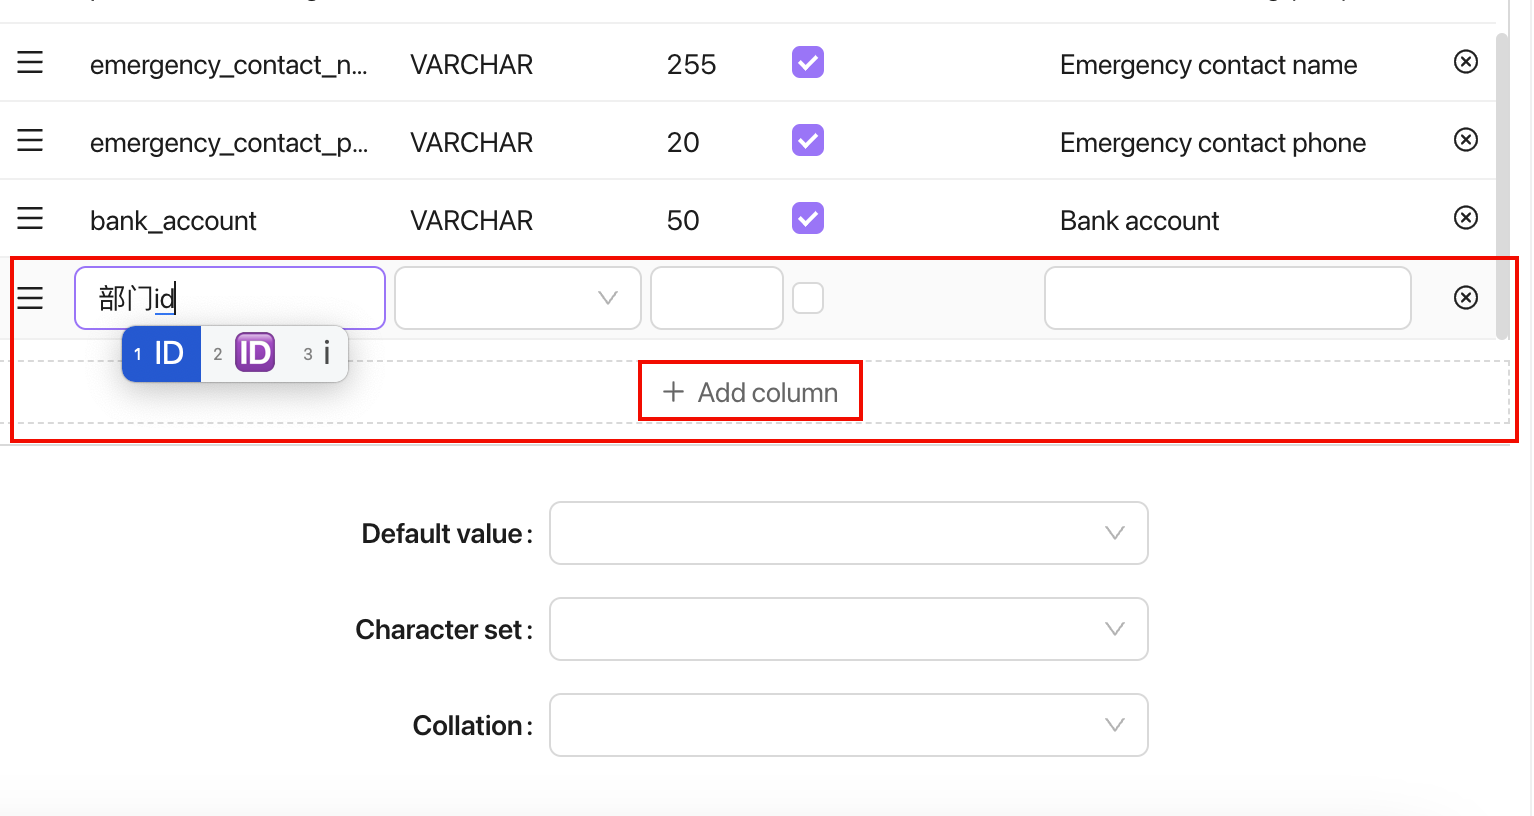 emergency_contact_n... VARCHAR 255 Emergency contact name
emergency_contact_p... VARCHAR 20 Emergency contact phone
bank_account VARCHAR 50 Bank account
部门id
1 ID 2 🆔 3 i
+ Add column
Default value:
Character set:
Collation: